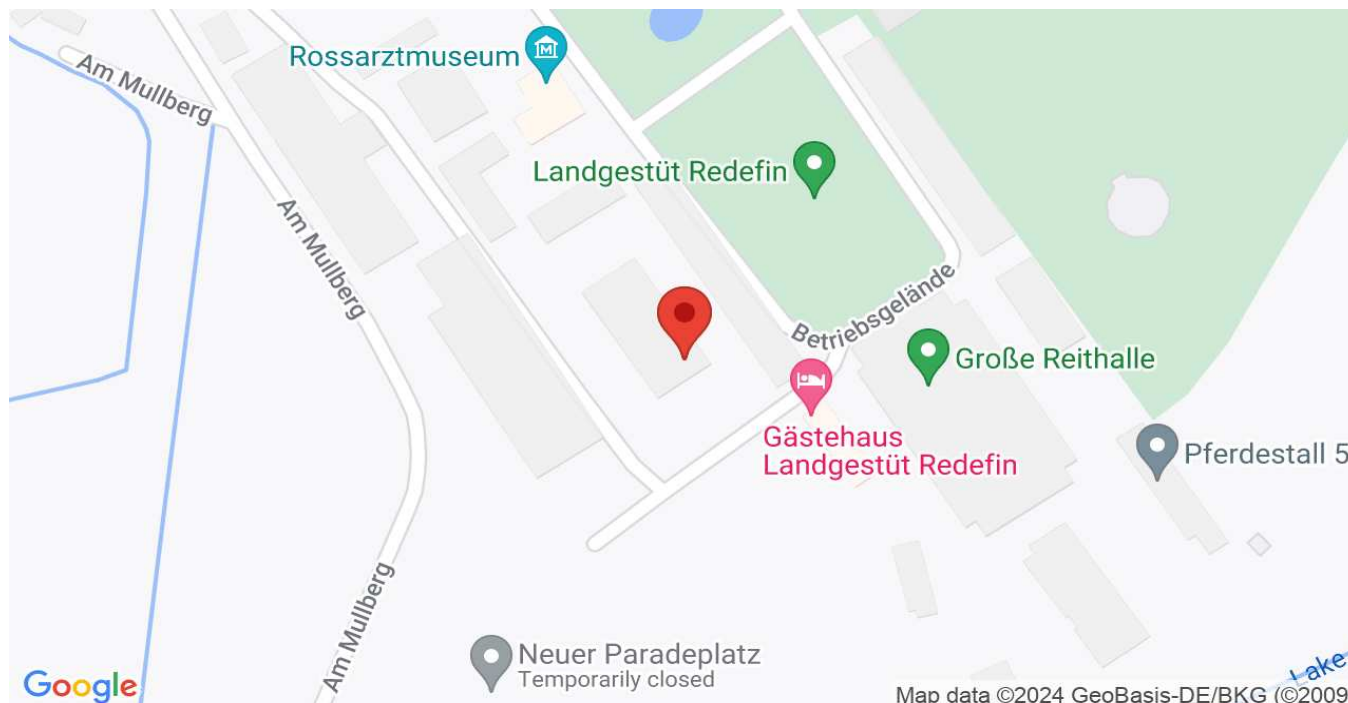 Rossarztmuseum
Am Mullberg
Landgestüt Redefin
Am Mullberg
Betriebsgelände
Große Reithalle
Gästehaus
Landgestüt Redefin
Pferdestall 5
Am Mullberg
Neuer Paradeplatz
Temporarily closed
Lake
Google
Map data ©2024 GeoBasis-DE/BKG (©2009